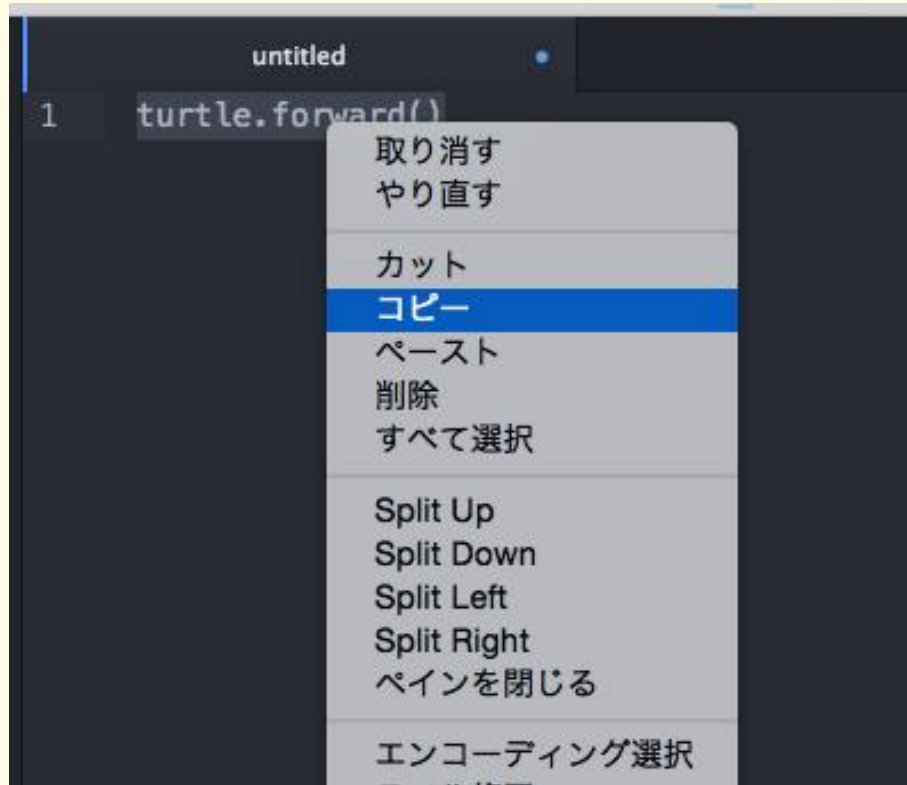 untitled
1 turtle.forward()
取り消す
やり直す
カット
コピー
ペースト
削除
すべて選択
Split Up
Split Down
Split Left
Split Right
ペインを閉じる
エンコーディング選択